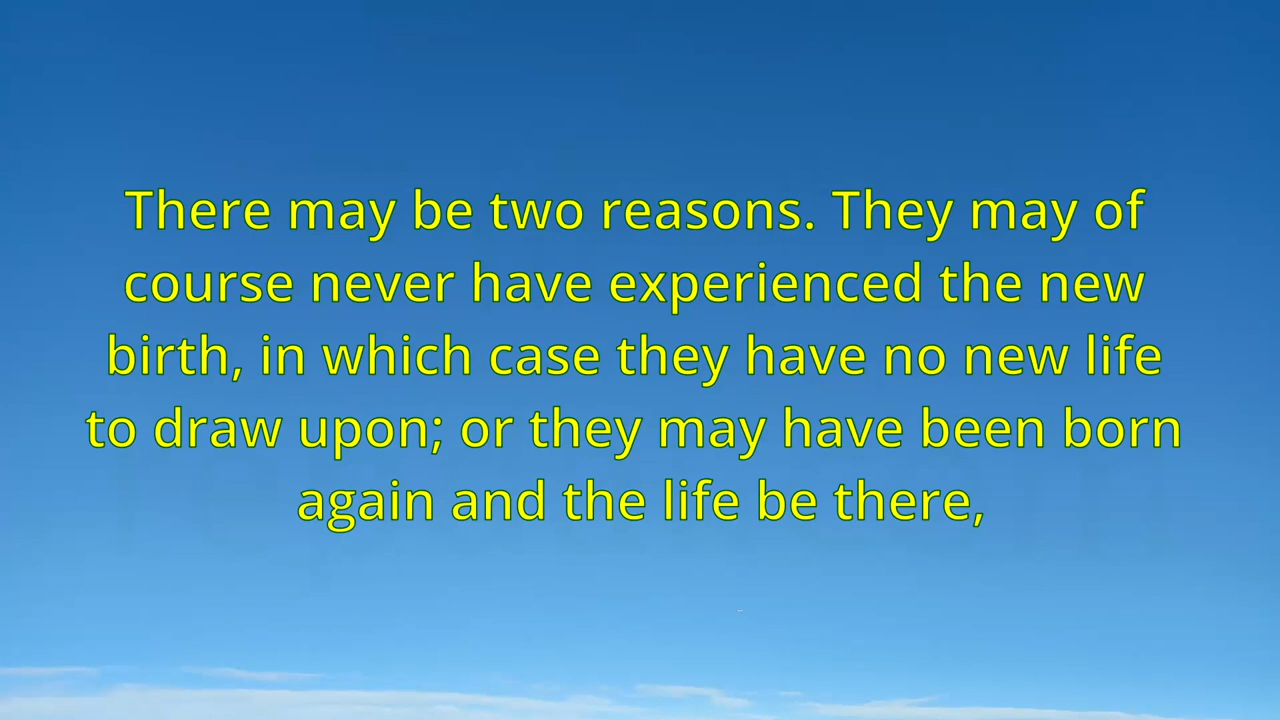 There may be two reasons. They may of
course never have experienced the new
birth, in which case they have no new life
to draw upon; or they may have been born
again and the life be there,